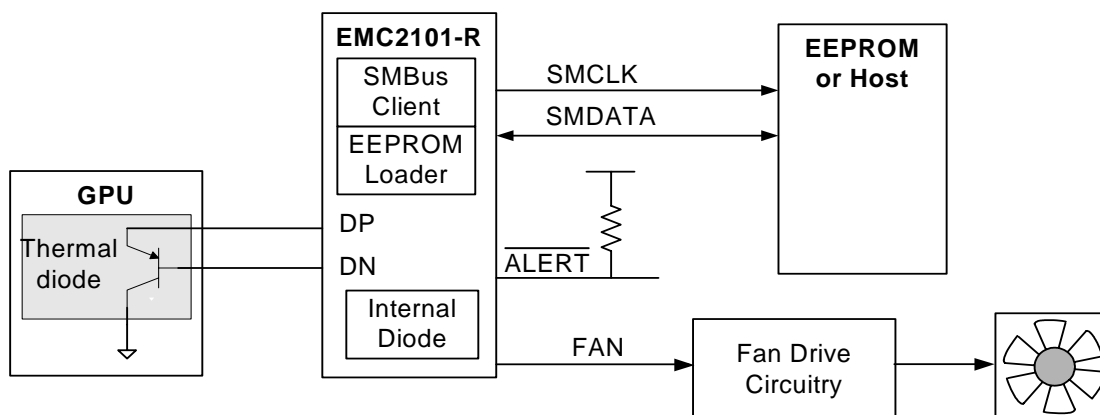 GPU
Thermal
diode
EMC2101-R
SMBus
Client
EEPROM
Loader
DP
DN
Internal
Diode
SMCLK
SMDATA
ALERT
FAN
EEPROM
or Host
Fan Drive
Circuitry